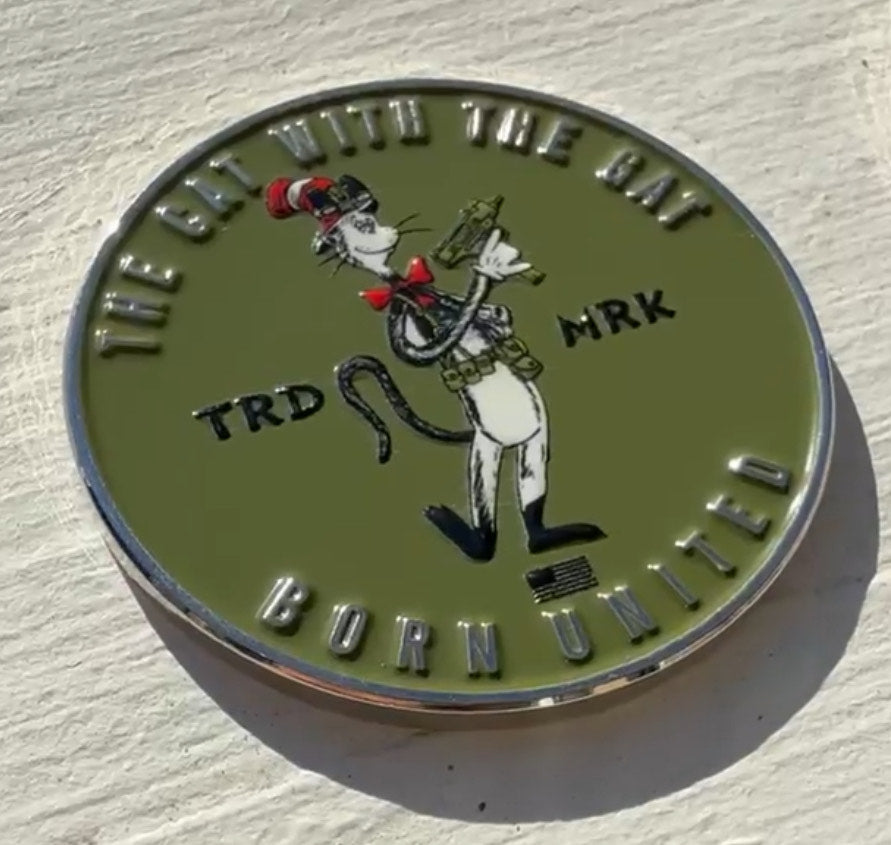 THE CAT WITH THE GAT
TRD
MRK
BORN UNITED